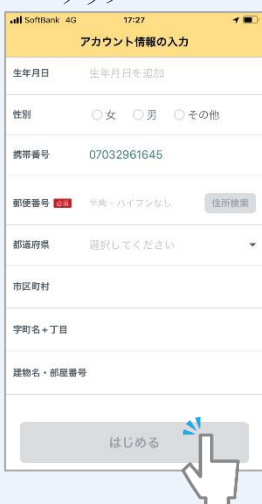 SoftBank 4G 17:27
アカウント情報の入力
生年月日 生年月日を追加
性別 女 男 その他
携帯番号 07032961645
郵便番号 必須 半角・ハイフンなし 住所検索
都道府県 選択してください
市区町村
字町名+丁目
建物名・部屋番号
はじめる